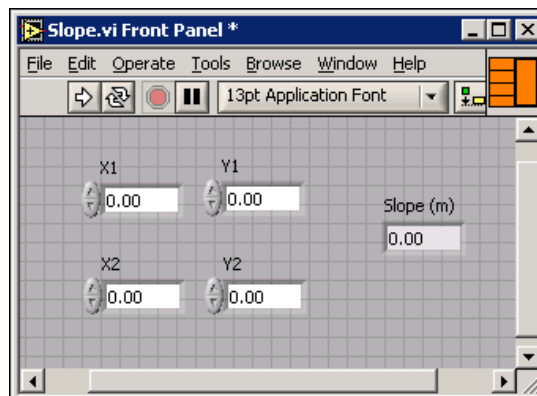 Slope.vi Front Panel *
File Edit Operate Tools Browse Window Help
13pt Application Font
X1 Y1
0.00 0.00
Slope (m)
0.00
X2 Y2
0.00 0.00